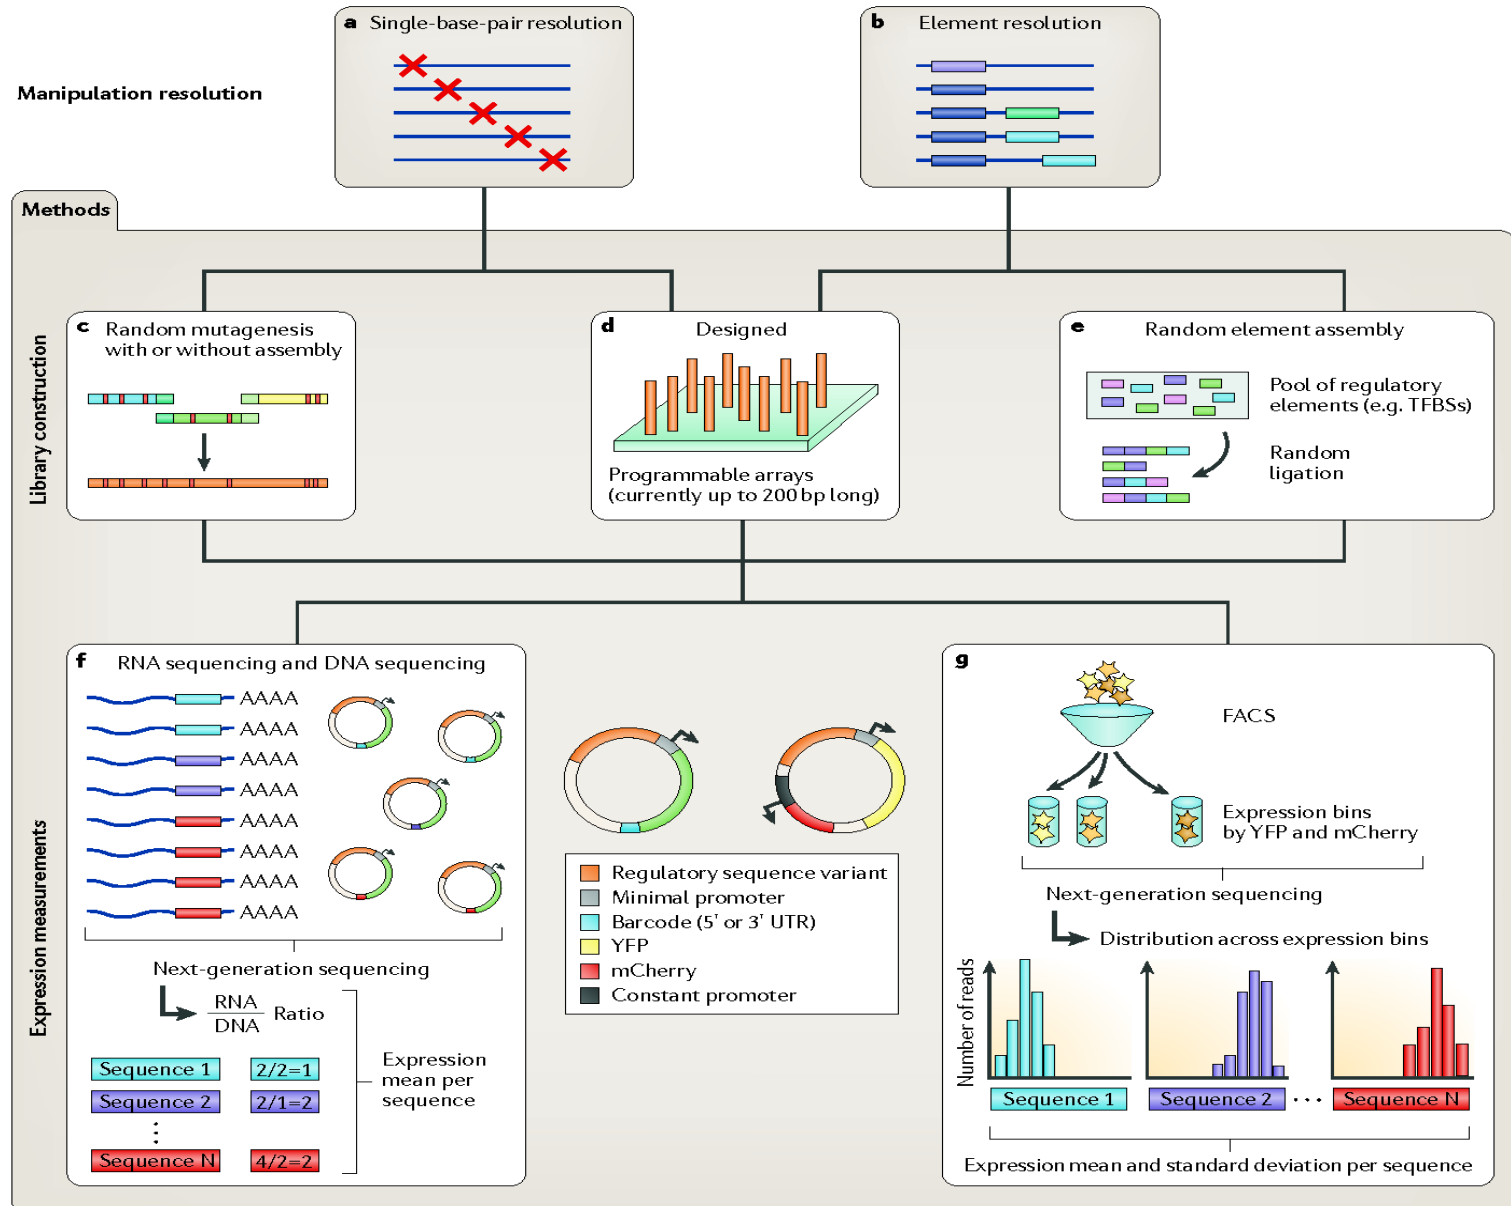 a Single-base-pair resolution
b Element resolution
Manipulation resolution
Methods
Library construction
c Random mutagenesis
with or without assembly
d Designed
Programmable arrays
(currently up to 200 bp long)
e Random element assembly
Pool of regulatory
elements (e.g. TFBSs)
Random
ligation
Expression measurements
f RNA sequencing and DNA sequencing
AAAA
AAAA
AAAA
AAAA
AAAA
AAAA
AAAA
AAAA
Next-generation sequencing
RNA
DNA
Ratio
Sequence 1 2/2=1
Sequence 2 2/1=2
Sequence N 4/2=2
Expression
mean per
sequence
Regulatory sequence variant
Minimal promoter
Barcode (5' or 3' UTR)
YFP
mCherry
Constant promoter
g
FACS
Expression bins
by YFP and mCherry
Next-generation sequencing
Distribution across expression bins
Number of reads
Sequence 1
Sequence 2
Sequence N
Expression mean and standard deviation per sequence